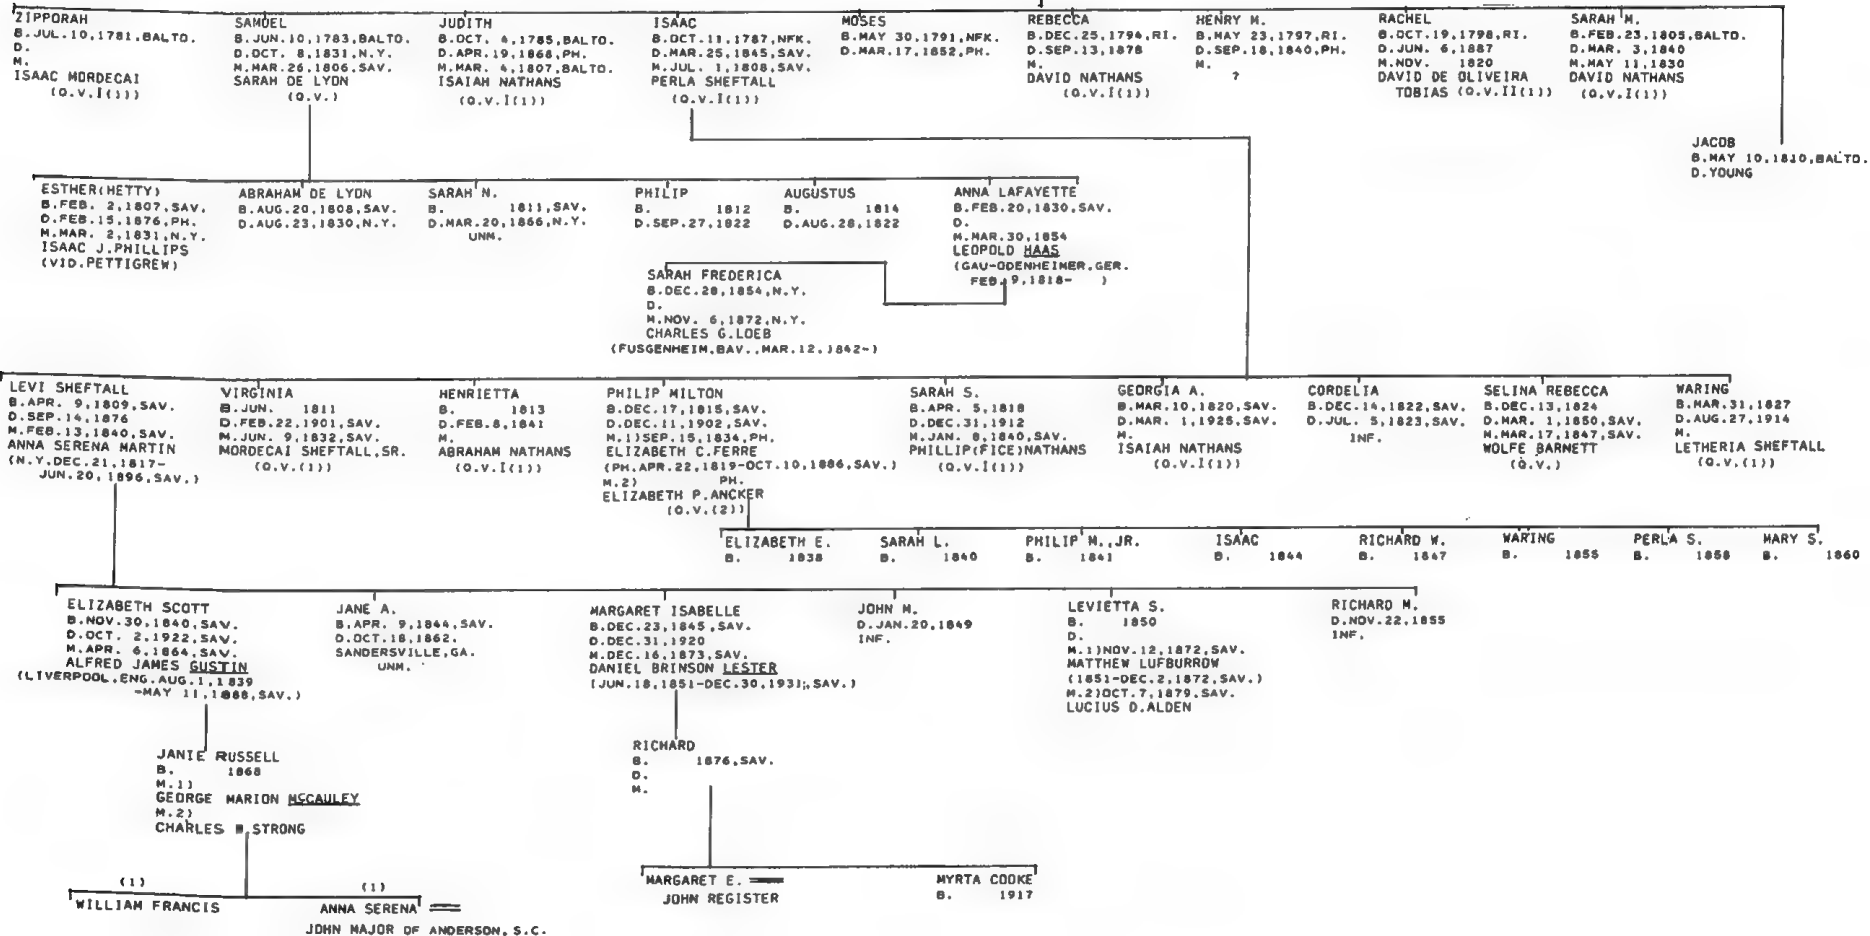 ZIPPORAH
B.JUL.10,1781,BALTO.
D.
M.
ISAAC MORDECAI
(Q.V.I(1))
SAMUEL
B.JUN.10,1783,BALTO.
D.OCT. 8,1831,N.Y.
M.MAR.26,1806,SAV.
SARAH DE LYON
(Q.V.)
JUDITH
B.OCT. 4,1785,BALTO.
D.APR.19,1868,PH.
M.MAR. 4,1807,BALTO.
ISAIAH NATHANS
(Q.V.I(1))
ISAAC
B.OCT.11,1787,NFK.
D.MAR.25,1845,SAV.
M.JUL. 1,1808,SAV.
PERLA SHEFTALL
(Q.V.I(1))
MOSES
B.MAY 30,1791,NFK.
D.MAR.17,1852,PH.
REBECCA
B.DEC.25,1794,RI.
D.SEP.13,1878
M.
DAVID NATHANS
(Q.V.I(1))
HENRY M.
B.MAY 23,1797,RI.
D.SEP.18,1840,PH.
M.
?
RACHEL
B.OCT.19,1798,RI.
D.JUN. 6,1887
M.NOV. 1820
DAVID DE OLIVEIRA
TOBIAS (Q.V.II(1))
SARAH M.
B.FEB.23,1805,BALTO.
D.MAR. 3,1840
M.MAY 11,1830
DAVID NATHANS
(Q.V.I(1))
JACOB
B.MAY 10,1810,BALTO.
D.YOUNG
ESTHER(HETTY)
B.FEB. 2,1807,SAV.
D.FEB.15,1876,PH.
M.MAR. 2,1831,N.Y.
ISAAC J.PHILLIPS
(VID.PETTIGREW)
ABRAHAM DE LYON
B.AUG.20,1808,SAV.
D.AUG.23,1830,N.Y.
SARAH N.
B. 1811,SAV.
D.MAR.20,1866,N.Y.
UNM.
PHILIP
B. 1812
D.SEP.27,1822
AUGUSTUS
B. 1814
D.AUG.28,1822
ANNA LAFAYETTE
B.FEB.20,1830,SAV.
D.
M.MAR.30,1854
LEOPOLD HAAS
(GAU-ODENHEIMER,GER.
FEB.9,1818- )
SARAH FREDERICA
B.DEC.28,1854,N.Y.
D.
M.NOV. 6,1872,N.Y.
CHARLES G.LOEB
(FUSGENHEIM,BAV.,MAR.12,1842-)
LEVI SHEFTALL
B.APR. 9,1809,SAV.
D.SEP.14,1876
M.FEB.13,1840,SAV.
ANNA SERENA MARTIN
(N.Y.DEC.21,1817-
JUN.20,1896,SAV.)
VIRGINIA
B.JUN. 1811
D.FEB.22,1901,SAV.
M.JUN. 9,1832,SAV.
MORDECAI SHEFTALL,SR.
(Q.V.(1))
HENRIETTA
B. 1813
D.FEB.8,1841
M.
ABRAHAM NATHANS
(Q.V.I(1))
PHILIP MILTON
B.DEC.17,1815,SAV.
D.DEC.11,1902,SAV.
M.1)SEP.15,1834,PH.
ELIZABETH C.FERRE
(PH.APR.22,1819-OCT.10,1886,SAV.)
M.2) PH.
ELIZABETH P.ANCKER
(Q.V.(2))
SARAH S.
B.APR. 5,1818
D.DEC.31,1912
M.JAN. 8,1840,SAV.
PHILLIP(FICE)NATHANS
(Q.V.I(1))
GEORGIA A.
B.MAR.10,1820,SAV.
D.MAR. 1,1925,SAV.
M.
ISAIAH NATHANS
(Q.V.I(1))
CORDELIA
B.DEC.14,1822,SAV.
D.JUL. 5,1823,SAV.
INF.
SELINA REBECCA
B.DEC.13,1824
D.MAR. 1,1850,SAV.
M.MAR.17,1847,SAV.
WOLFE BARNETT
(Q.V.)
WARING
B.MAR.31,1827
D.AUG.27,1914
M.
LETHERIA SHEFTALL
(Q.V.(1))
ELIZABETH E.
B. 1838
SARAH L.
B. 1840
PHILIP M.,JR.
B. 1841
ISAAC
B. 1844
RICHARD W.
B. 1847
WARING
B. 1855
PERLA S.
B. 1858
MARY S.
B. 1860
ELIZABETH SCOTT
B.NOV.30,1840,SAV.
D.OCT. 2,1922,SAV.
M.APR. 6,1864,SAV.
ALFRED JAMES GUSTIN
(LIVERPOOL,ENG.AUG.1,1839
-MAY 11,1888,SAV.)
JANE A.
B.APR. 9,1844,SAV.
D.OCT.18,1862.
SANDERSVILLE,GA.
UNM.
MARGARET ISABELLE
B.DEC.23,1845,SAV.
D.DEC.31,1920
M.DEC.16,1873,SAV.
DANIEL BRINSON LESTER
(JUN.18,1851-DEC.30,1931,SAV.)
JOHN M.
D.JAN.20,1849
INF.
LEVIETTA S.
B. 1850
D.
M.1)NOV.12,1872,SAV.
MATTHEW LUFBURROW
(1851-DEC.2,1872,SAV.
M.2)OCT.7,1879,SAV.
LUCIUS D.ALDEN
RICHARD M.
D.NOV.22,1855
INF.
JANIE RUSSELL
B. 1868
M.1)
GEORGE MARION MCCAULEY
M.2)
CHARLES STRONG
RICHARD
B. 1876,SAV.
D.
M.
(1)
WILLIAM FRANCIS
(1)
ANNA SERENA
JOHN MAJOR OF ANDERSON, S.C.
MARGARET E.
JOHN REGISTER
MYRTA COOKE
B. 1917